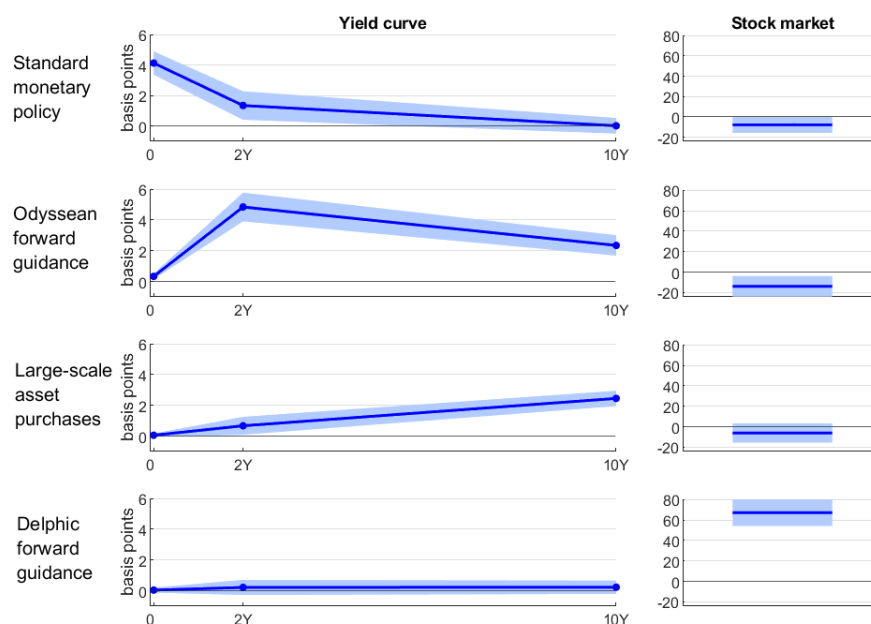 Yield curve
Stock market
Standard
monetary
policy
basis points
6
4
2
0
0
2Y
10Y
80
60
40
20
0
-20
Odyssean
forward
guidance
basis points
6
4
2
0
0
2Y
10Y
80
60
40
20
0
-20
Large-scale
asset
purchases
basis points
6
4
2
0
0
2Y
10Y
80
60
40
20
0
-20
Delphic
forward
guidance
basis points
6
4
2
0
0
2Y
10Y
80
60
40
20
0
-20